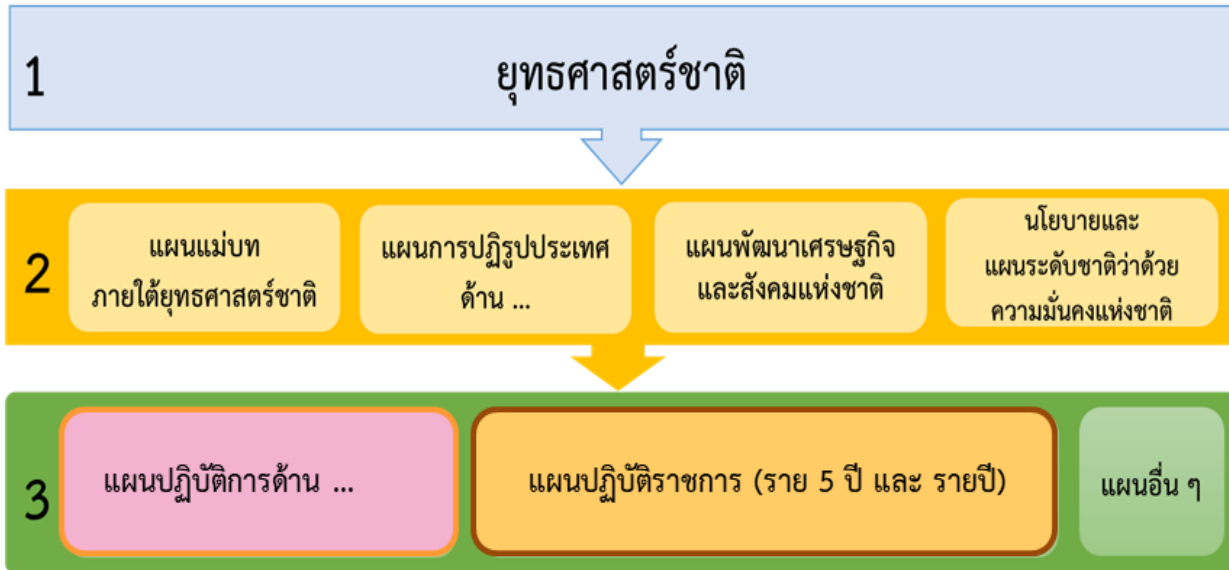 1
ยุทธศาสตร์ชาติ
2
แผนแม่บท
ภายใต้ยุทธศาสตร์ชาติ
แผนการปฏิรูปประเทศ
ด้าน ...
แผนพัฒนาเศรษฐกิจ
และสังคมแห่งชาติ
นโยบายและ
แผนระดับชาติว่าด้วย
ความมั่นคงแห่งชาติ
3
แผนปฏิบัติการด้าน ...
แผนปฏิบัติราชการ (ราย 5 ปี และ รายปี)
แผนอื่น ๆ